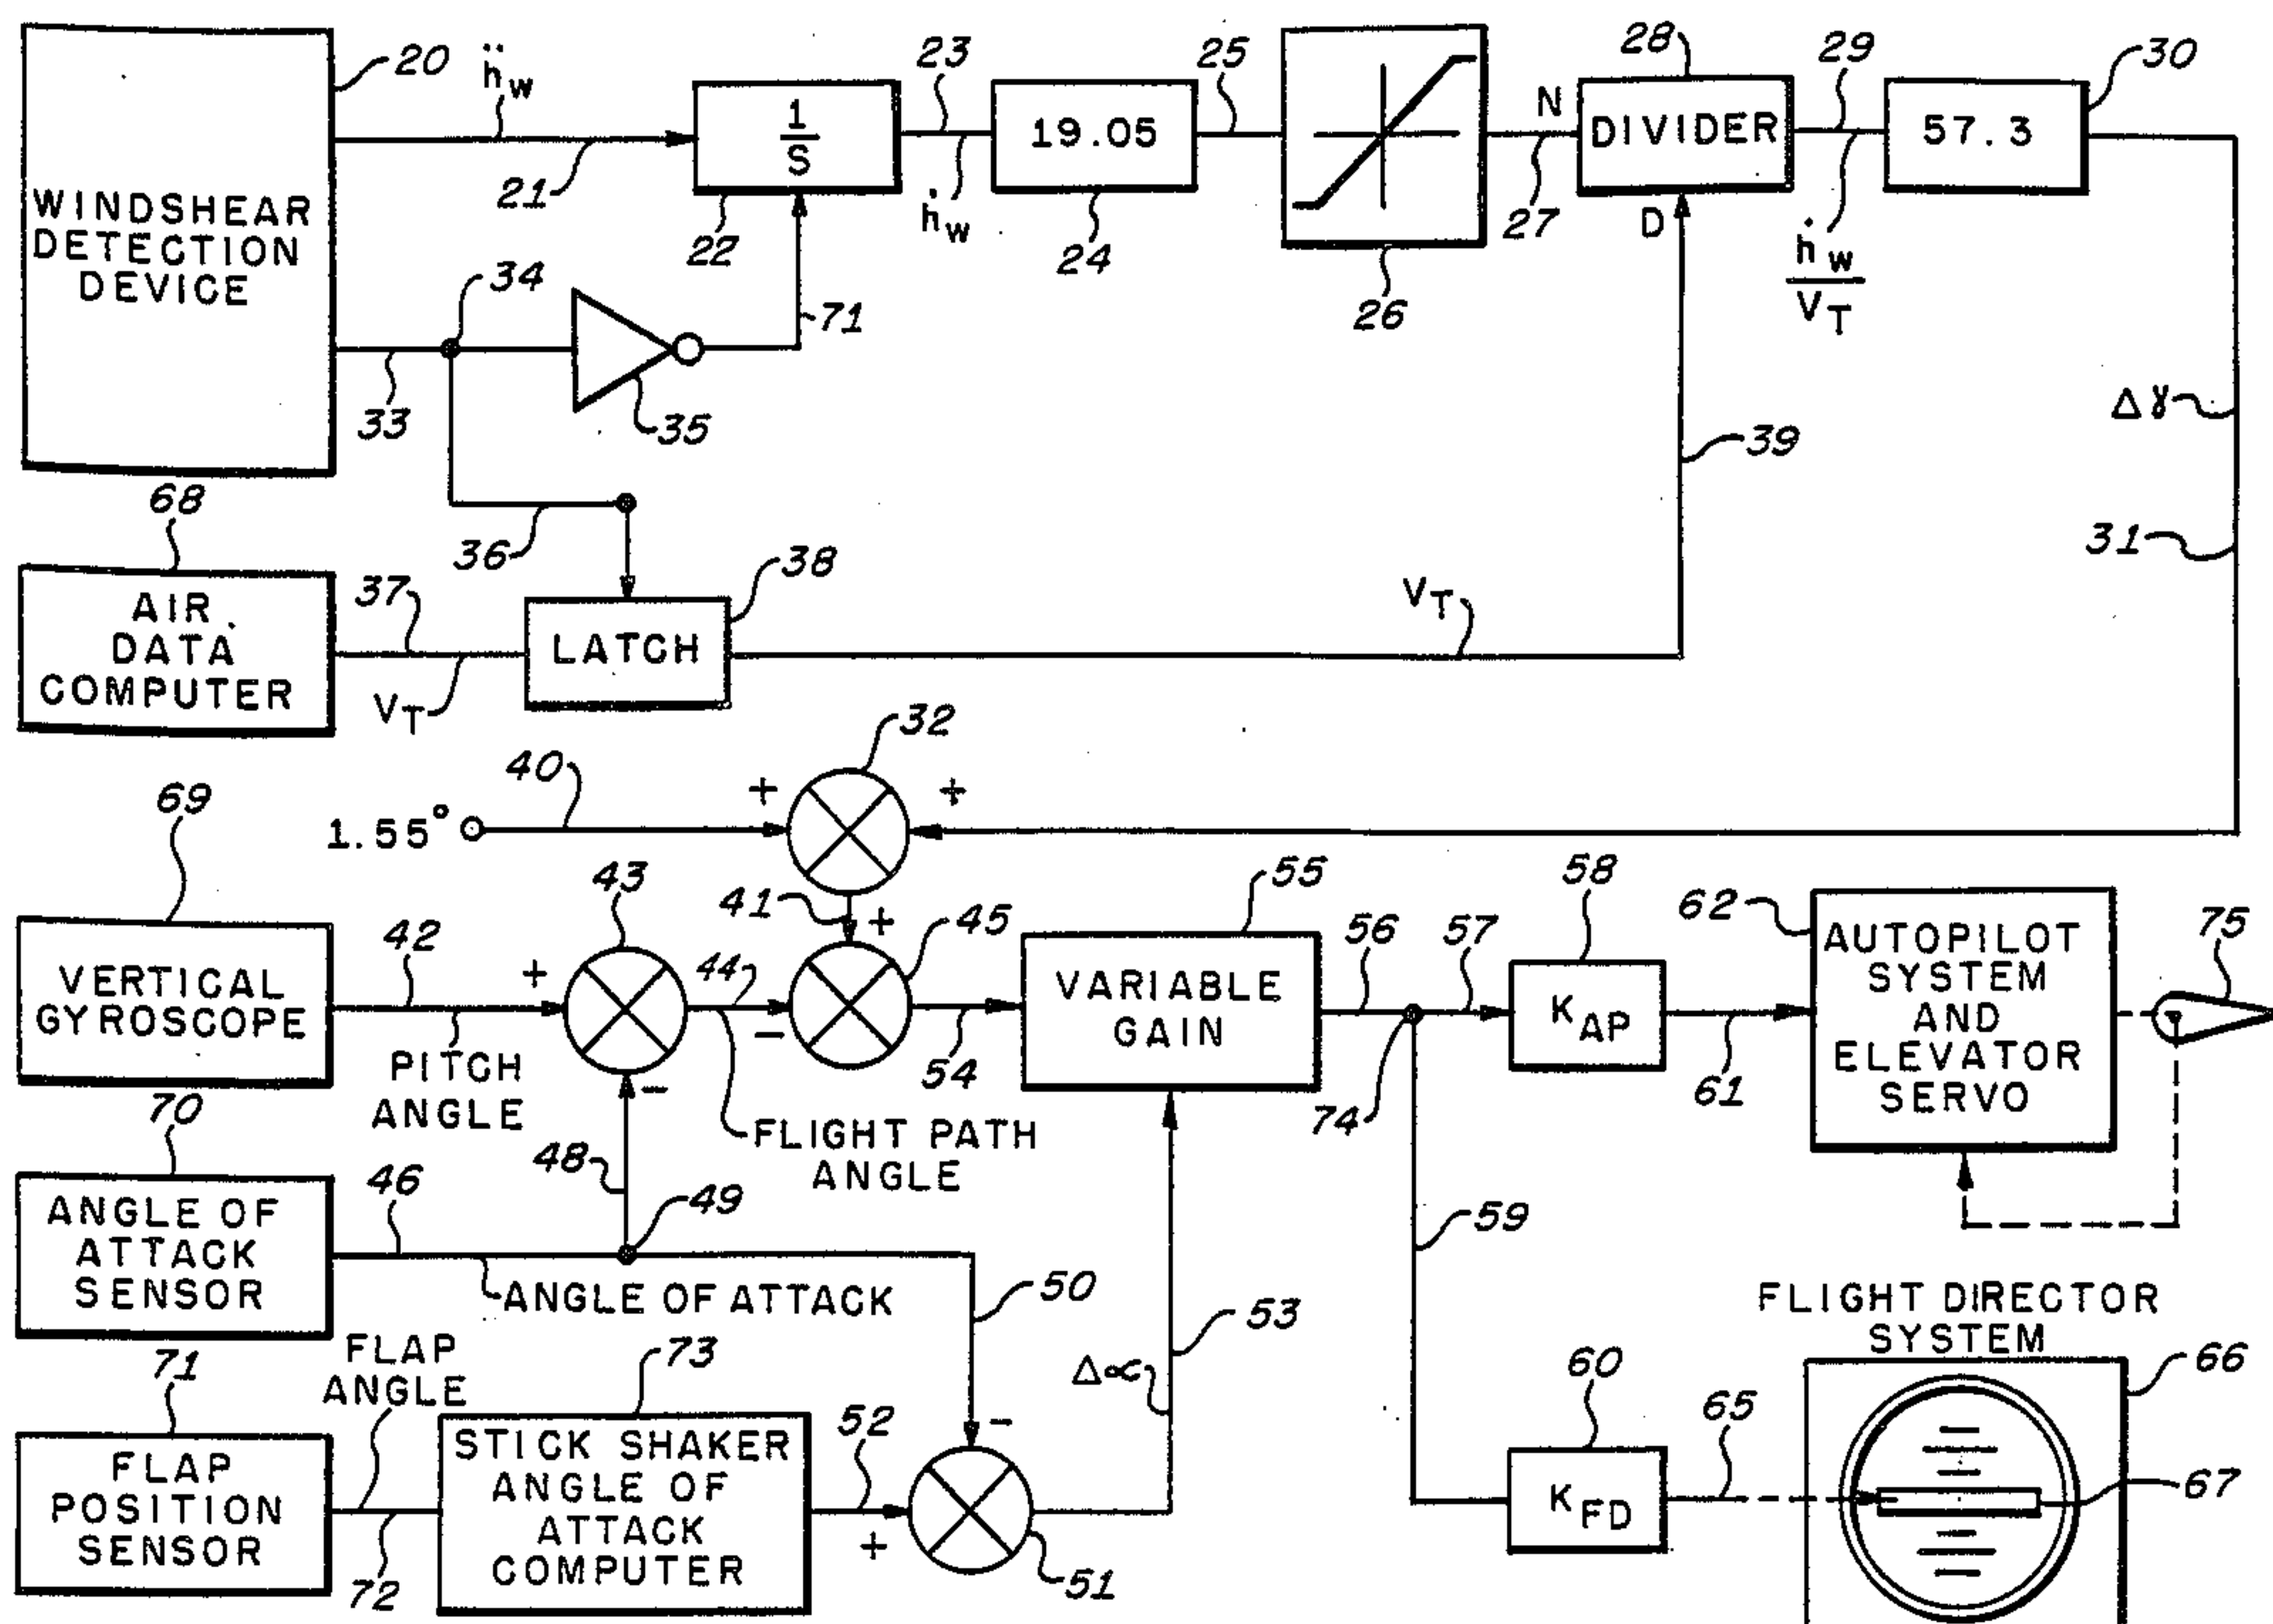 20
ḧw
21
WINDSHEAR
DETECTION
DEVICE
1
S
22
23
ḣw
19.05
24
25
26
N
27
28
DIVIDER
D
29
ḣw
VT
57.3
30
34
33
35
71
36
39
Δγ
31
68
AIR
DATA
COMPUTER
37
VT
LATCH
38
VT
32
40
1.55°
+
+
41
69
VERTICAL
GYROSCOPE
42
PITCH
ANGLE
43
+
-
44
FLIGHT PATH
ANGLE
+
-
45
54
55
VARIABLE
GAIN
56
57
74
58
KAP
61
62
AUTOPILOT
SYSTEM
AND
ELEVATOR
SERVO
75
70
ANGLE OF
ATTACK
SENSOR
46
48
49
ANGLE OF ATTACK
50
53
Δ∝
59
71
FLAP
POSITION
SENSOR
FLAP
ANGLE
72
73
STICK SHAKER
ANGLE OF
ATTACK
COMPUTER
52
+
-
51
60
KFD
65
FLIGHT DIRECTOR
SYSTEM
66
67